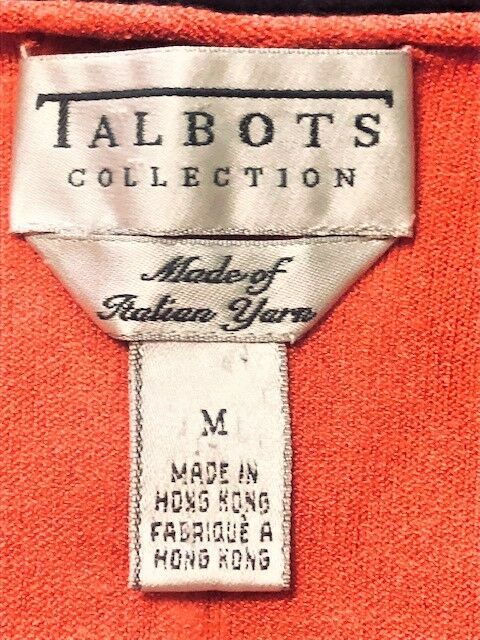 TALBOTS
COLLECTION
Made of
Italian Yarn
M
MADE IN
HONG KONG
FABRIQUÉ A
HONG KONG